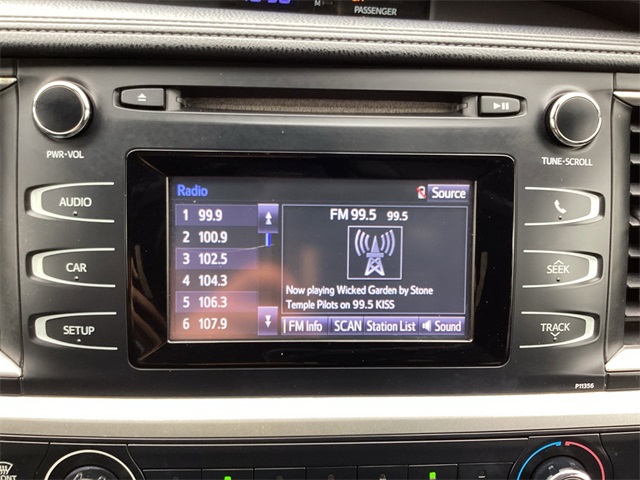 PASSENGER
PWR•VOL
TUNE•SCROLL
AUDIO
CAR
SETUP
SEEK
TRACK
Radio
Source
1 99.9
2 100.9
3 102.5
4 104.3
5 106.3
6 107.9
FM 99.5 99.5
Now playing Wicked Garden by Stone
Temple Pilots on 99.5 KISS
FM Info SCAN Station List Sound
P11356